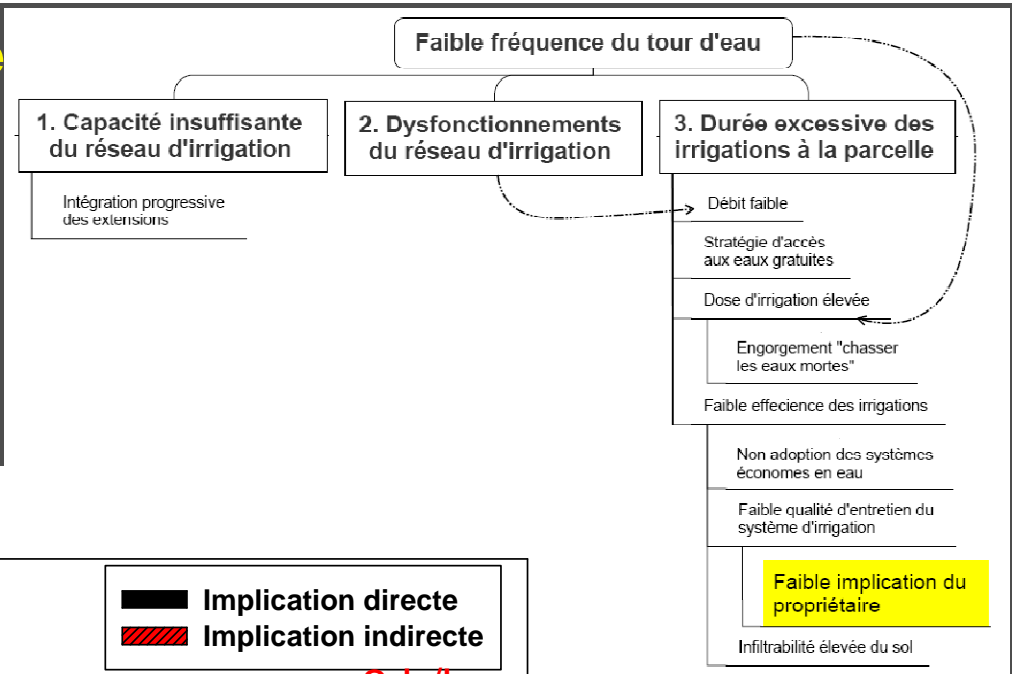 Faible fréquence du tour d'eau
1. Capacité insuffisante
du réseau d'irrigation
Intégration progressive
des extensions
2. Dysfonctionnements
du réseau d'irrigation
3. Durée excessive des
irrigations à la parcelle
Débit faible
Stratégie d'accès
aux eaux gratuites
Dose d'irrigation élevée
Engorgement "chasser
les eaux mortes"
Faible effecience des irrigations
Non adoption des systèmes
économes en eau
Faible qualité d'entretien du
système d'irrigation
Faible implication du
propriétaire
Infiltrabilité élevée du sol
Implication directe
Implication indirecte